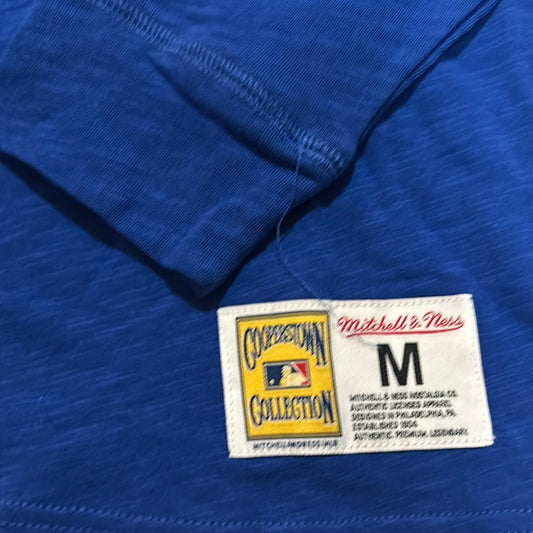 COOPERSTOWN
COLLECTION
MITCHELLANDNESS/MLB
Mitchell & Ness
M
MITCHELL & NESS NOSTALGIA CO.
AUTHENTIC LICENSED APPAREL
DESIGNED IN PHILADELPHIA, PA.
ESTABLISHED 1904
AUTHENTIC. PREMIUM. LEGENDARY.